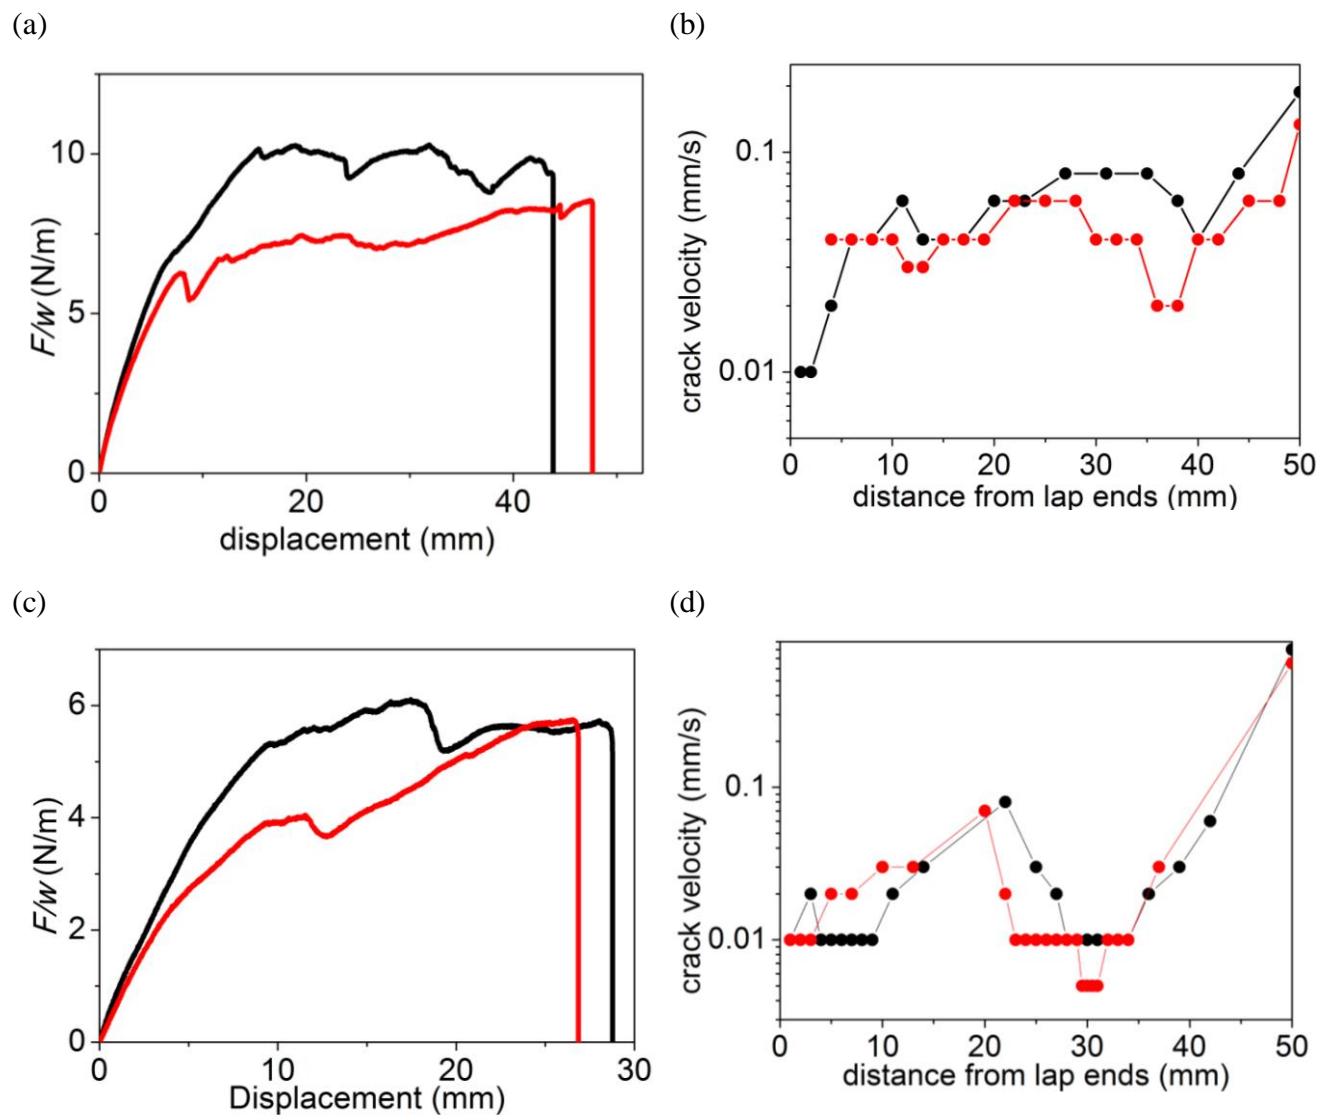 (a)
(b)
10
5
0
F/w (N/m)
0
20
40
displacement (mm)
0.1
0.01
crack velocity (mm/s)
0
10
20
30
40
50
distance from lap ends (mm)
(c)
(d)
6
4
2
0
F/w (N/m)
0
10
20
30
Displacement (mm)
0.1
0.01
crack velocity (mm/s)
0
10
20
30
40
50
distance from lap ends (mm)